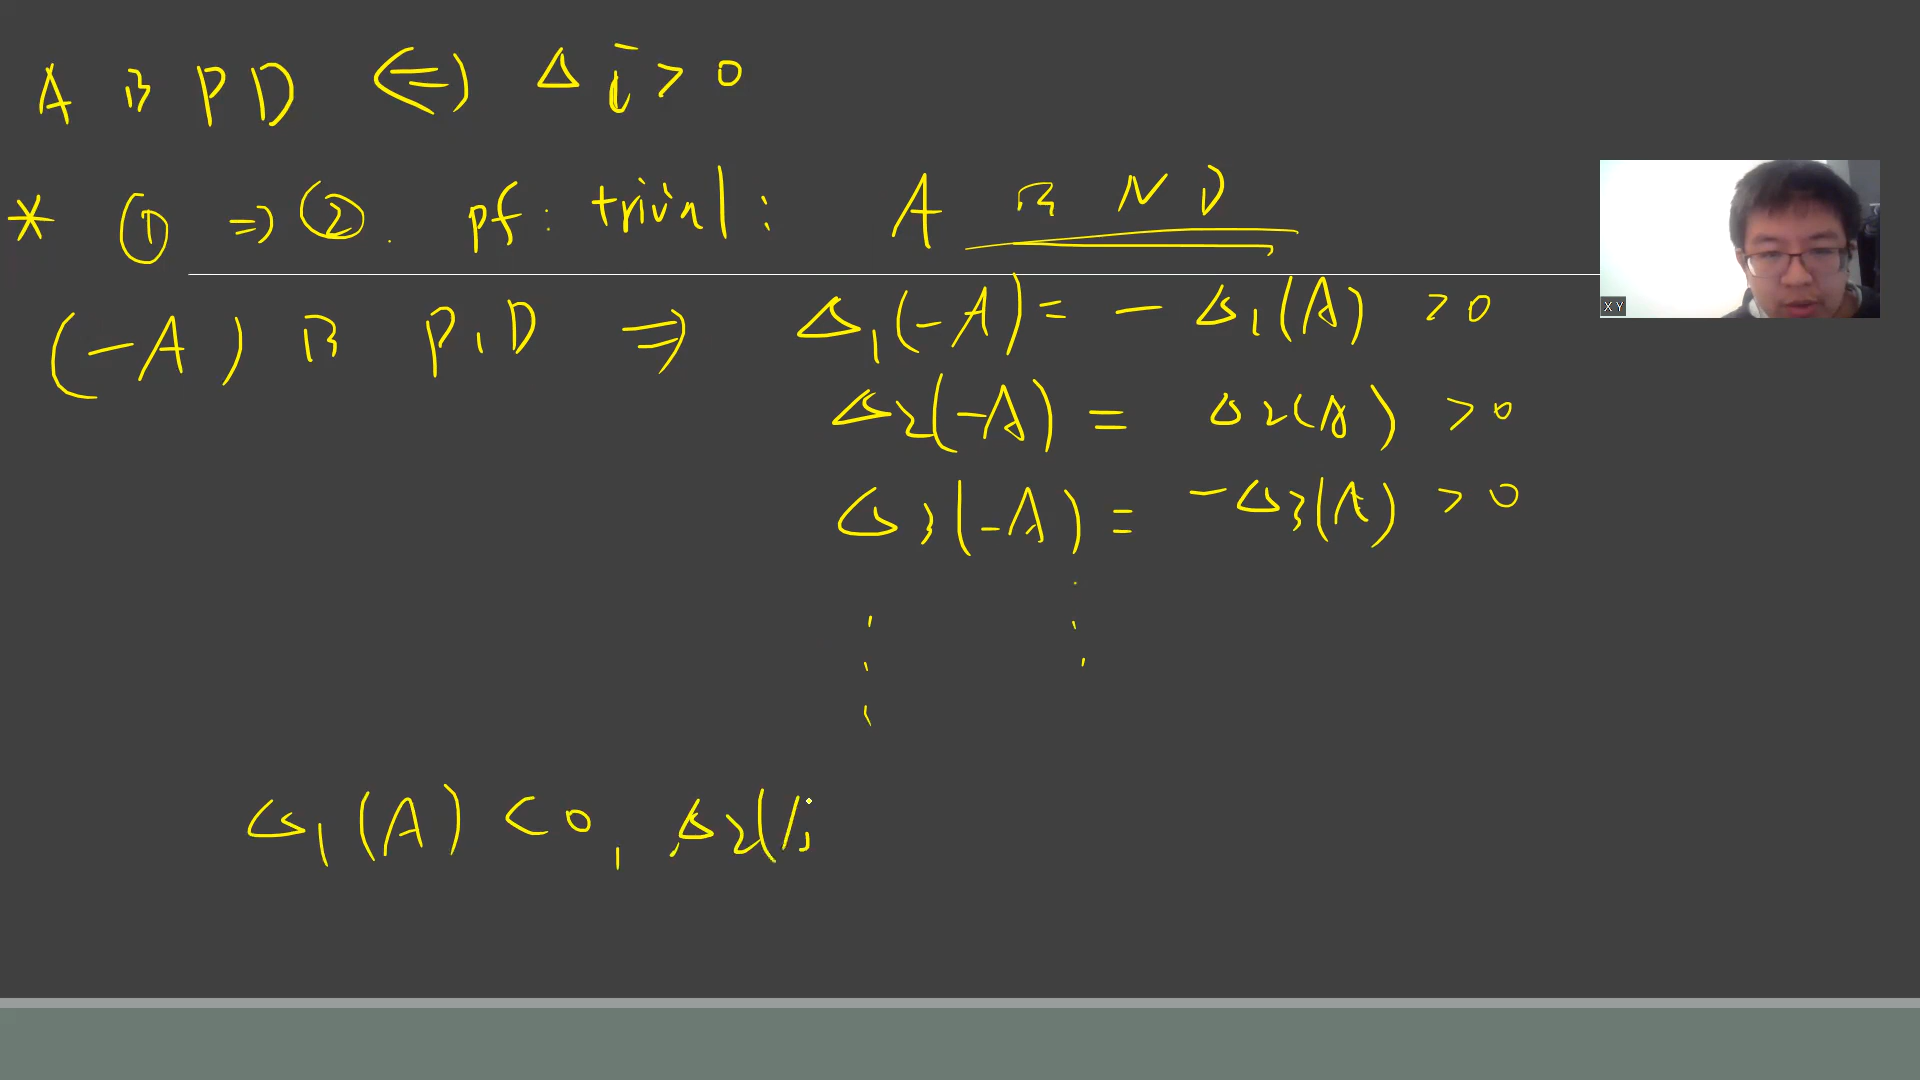 A is PD <=> Δi > 0
* ① => ②. pf: trivial: A is ND
(-A) is P.D => Δ1(-A) = - Δ1(A) > 0
Δ2(-A) = Δ2(A) > 0
Δ3(-A) = -Δ3(A) > 0
Δ1(A) < 0, Δ2(
X Y